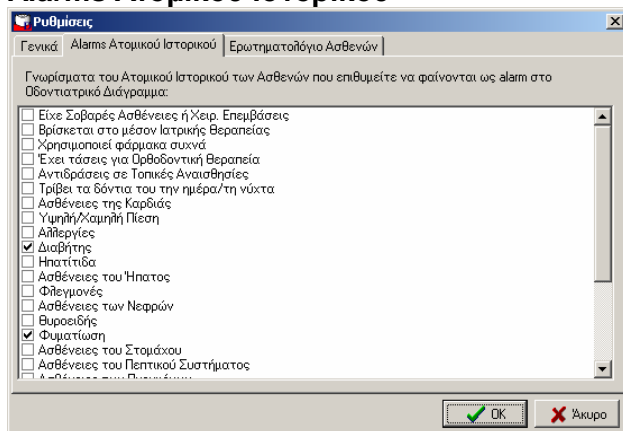 Alarms Ατομικού Ιστορικού
Ρυθμίσεις
Γενικά Alarms Ατομικού Ιστορικού Ερωτηματολόγιο Ασθενών
Γνωρίσματα του Ατομικού Ιστορικού των Ασθενών που επιθυμείτε να φαίνονται ως alarm στο
Οδοντιατρικό Διάγραμμα:
Είχε Σοβαρές Ασθένειες ή Χειρ. Επεμβάσεις
Βρίσκεται στο μέσον Ιατρικής Θεραπείας
Χρησιμοποιεί φάρμακα συχνά
Έχει τάσεις για Ορθοδοντική Θεραπεία
Αντιδράσεις σε Τοπικές Αναισθησίες
Τρίβει τα δόντια του την ημέρα/τη νύχτα
Ασθένειες της Καρδιάς
Υψηλή/Χαμηλή Πίεση
Αλλεργίες
Διαβήτης
Ηπατίτιδα
Ασθένειες του Ήπατος
Φλεγμονές
Ασθένειες των Νεφρών
Θυροειδής
Φυματίωση
Ασθένειες του Στομάχου
Ασθένειες του Πεπτικού Συστήματος
OK Άκυρο